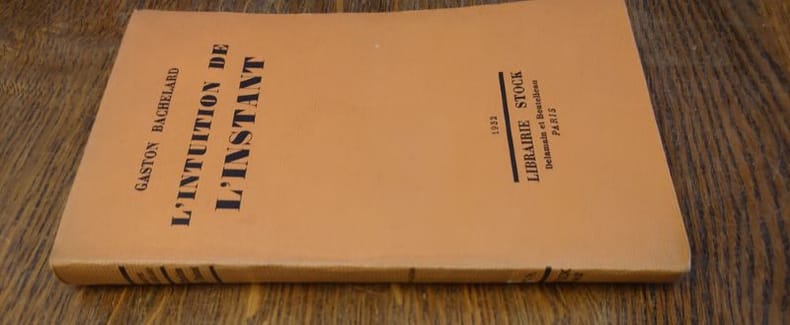 GASTON BACHELARD
L'INTUITION DE
L'INSTANT
1932
LIBRAIRIE STOCK
Delamain et Boutelleau
PARIS